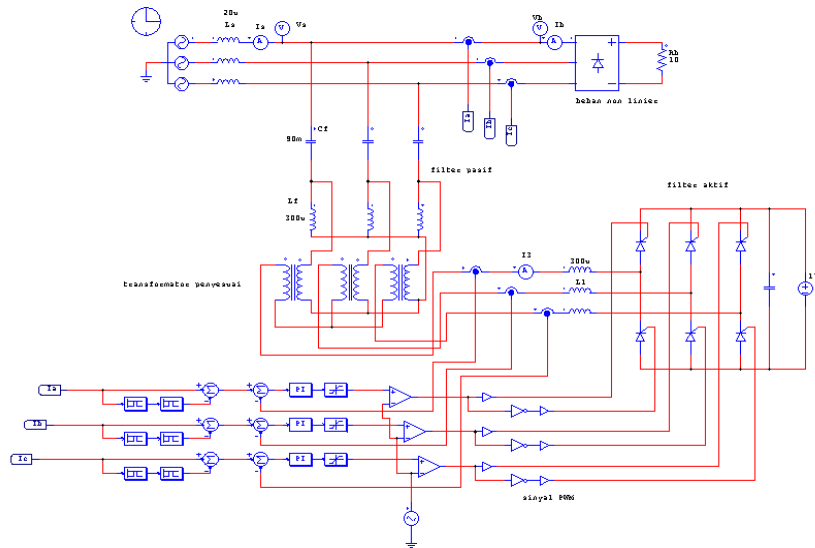 20u
Ls
Is
Vs
Vb
Ib
A
V
V
A
Rb
10
beban non linier
Ia
Ib
Ic
Cf
90m
filter pasif
filter aktif
Lf
300u
I3
A
300u
L1
transformator penyesuai
Ia
PI
Ib
PI
Ic
PI
sinyal PWM